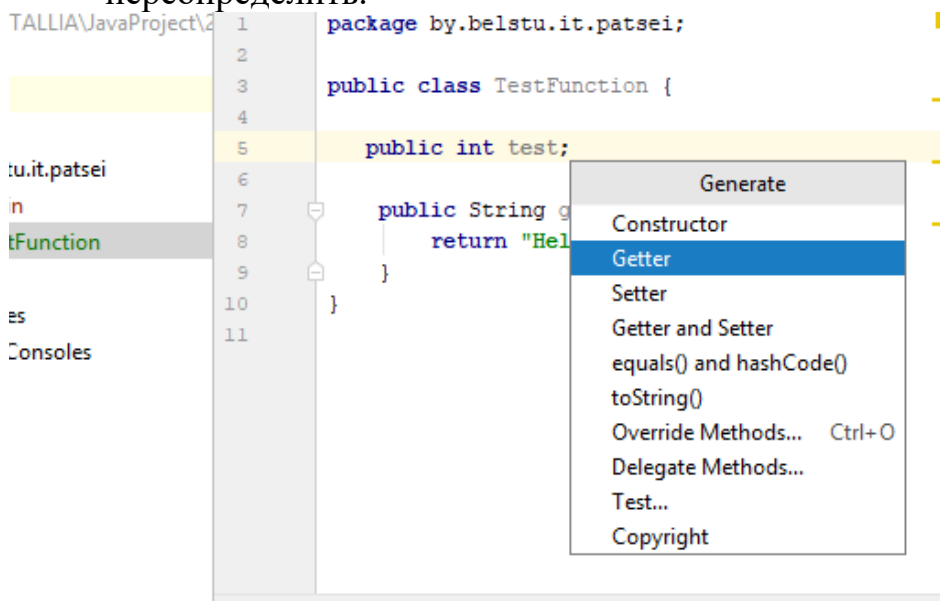 переопределить.
TALLIA\JavaProject\2
tu.it.patsei
in
tFunction
es
Consoles
1 package by.belstu.it.patsei;
2
3 public class TestFunction {
4
5 public int test;
6
7 public String g
8 return "Hel
9 }
10 }
11
Generate
Constructor
Getter
Setter
Getter and Setter
equals() and hashCode()
toString()
Override Methods... Ctrl+O
Delegate Methods...
Test...
Copyright